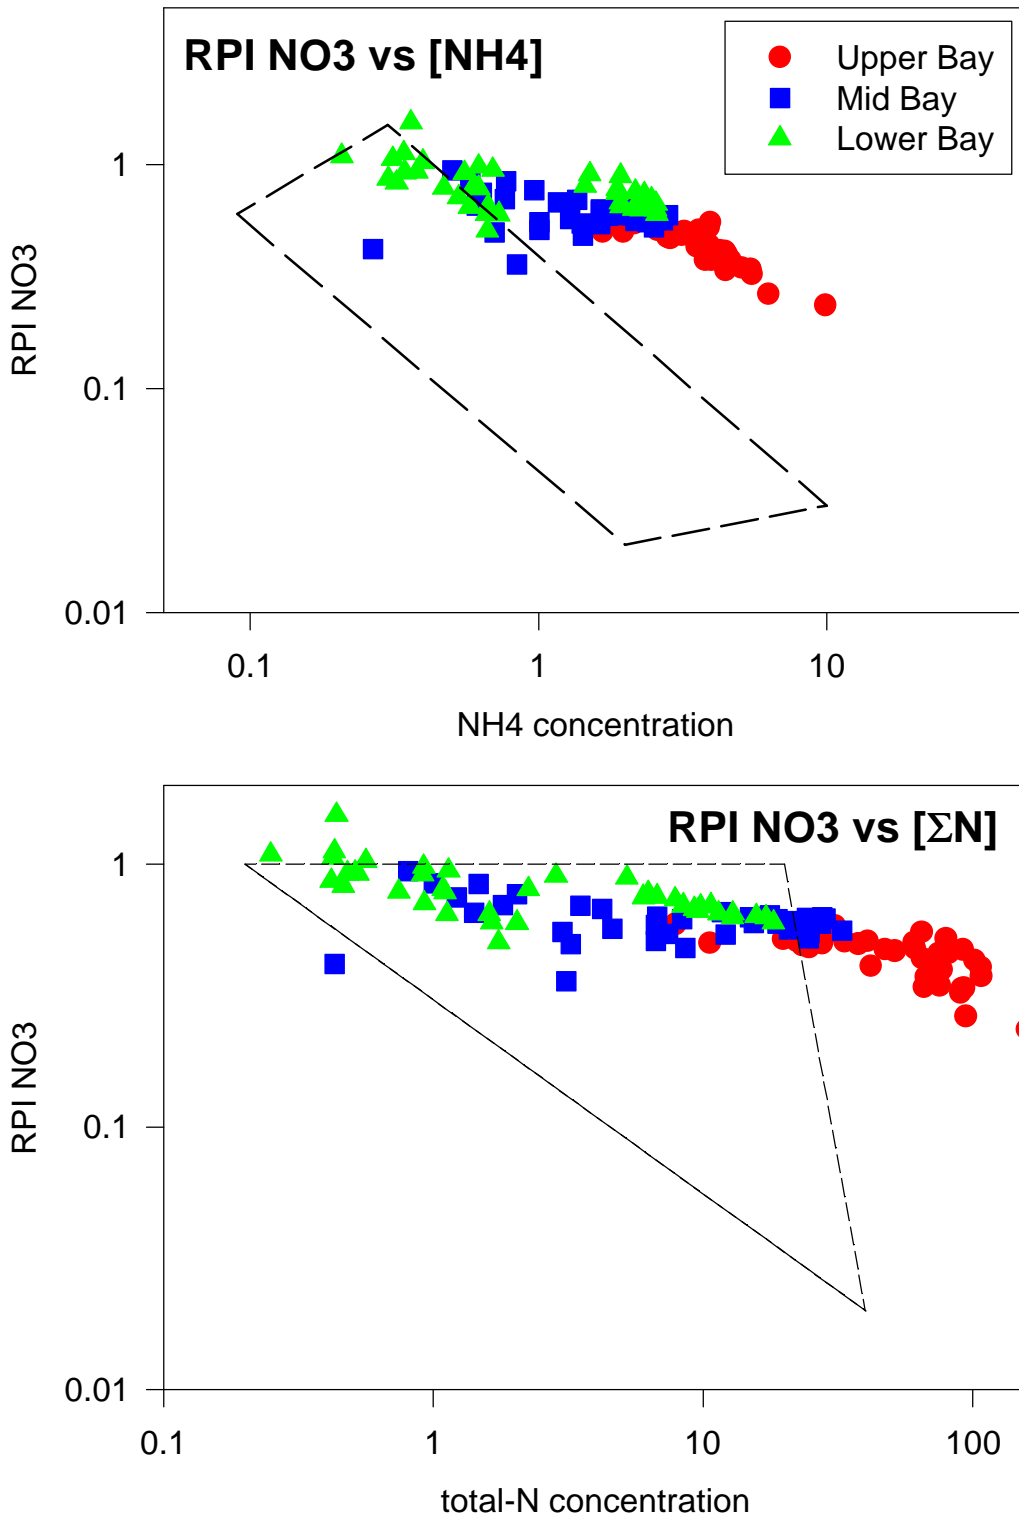 RPI NO3 vs [NH4]
Upper Bay
Mid Bay
Lower Bay
RPI NO3
1
0.1
0.01
0.1
1
10
NH4 concentration
RPI NO3 vs [ΣN]
RPI NO3
1
0.1
0.01
0.1
1
10
100
total-N concentration